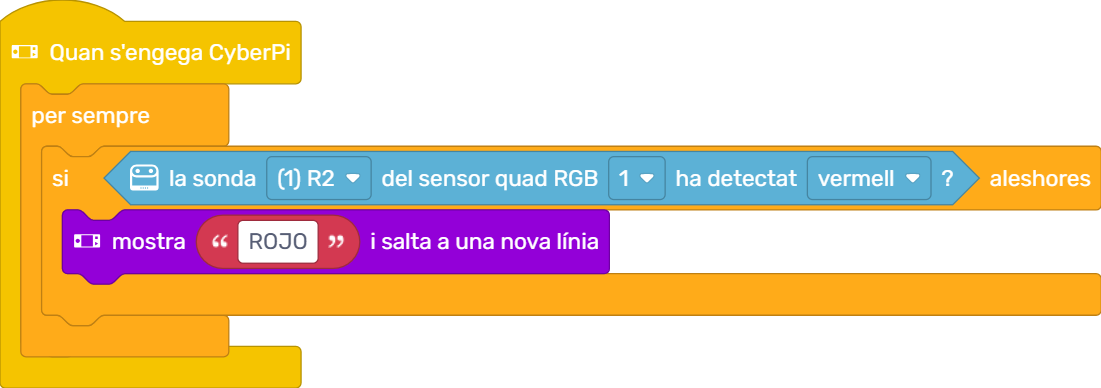 Quan s'engega CyberPi
per sempre
si la sonda (1) R2 del sensor quad RGB 1 ha detectat vermell ? aleshores
mostra “ ROJO ” i salta a una nova línia